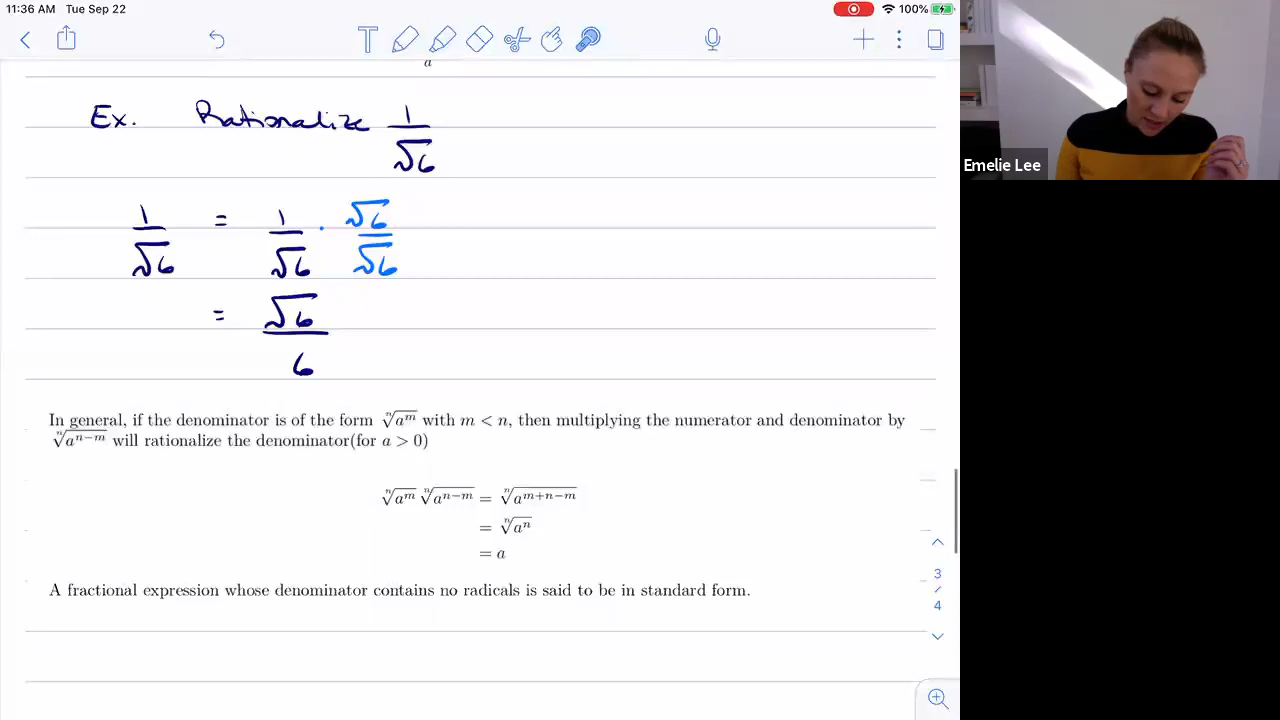 11:36 AM Tue Sep 22
100%
a
Ex. Rationalize 1/√6
1/√6 = 1/√6 · √6/√6
= √6/6
In general, if the denominator is of the form ⁿ√(a^m) with m < n, then multiplying the numerator and denominator by
ⁿ√(a^(n−m)) will rationalize the denominator(for a > 0)
ⁿ√(a^m) ⁿ√(a^(n−m)) = ⁿ√(a^(m+n−m))
= ⁿ√(a^n)
= a
A fractional expression whose denominator contains no radicals is said to be in standard form.
3
/
4
Emelie Lee